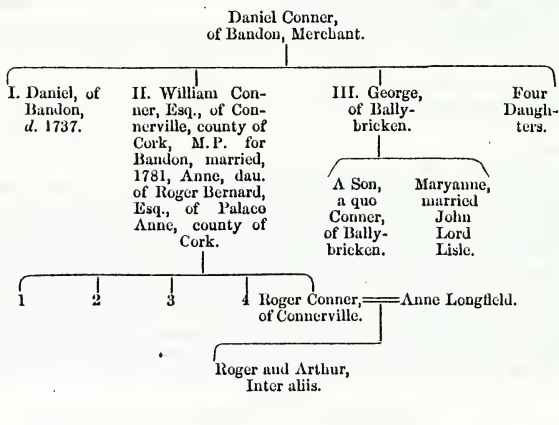 Daniel Conner,
of Bandon, Merchant.
I. Daniel, of
Bandon,
d. 1737.
II. William Con-
ner, Esq., of Con-
nerville, county of
Cork, M.P. for
Bandon, married,
1781, Anne, dau.
of Roger Bernard,
Esq., of Palaco
Anne, county of
Cork.
III. George,
of Bally-
bricken.
Four
Daugh-
ters.
A Son,
a quo
Conner,
of Bally-
bricken.
Maryanne,
married
John
Lord
Lisle.
1 2 3 4 Roger Conner, Anne Longfield.
of Connerville.
Roger and Arthur,
Inter aliis.